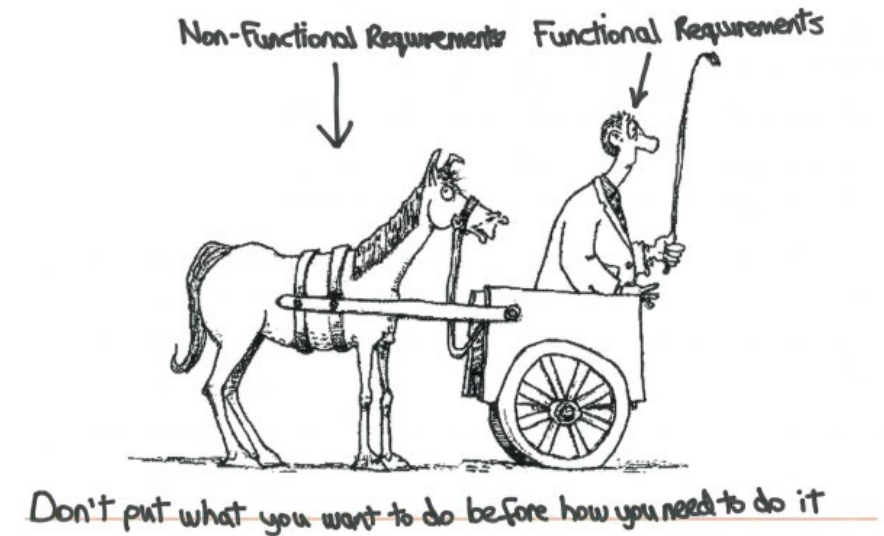 Non-Functional Requirements Functional Requirements
Don't put what you want to do before how you need to do it